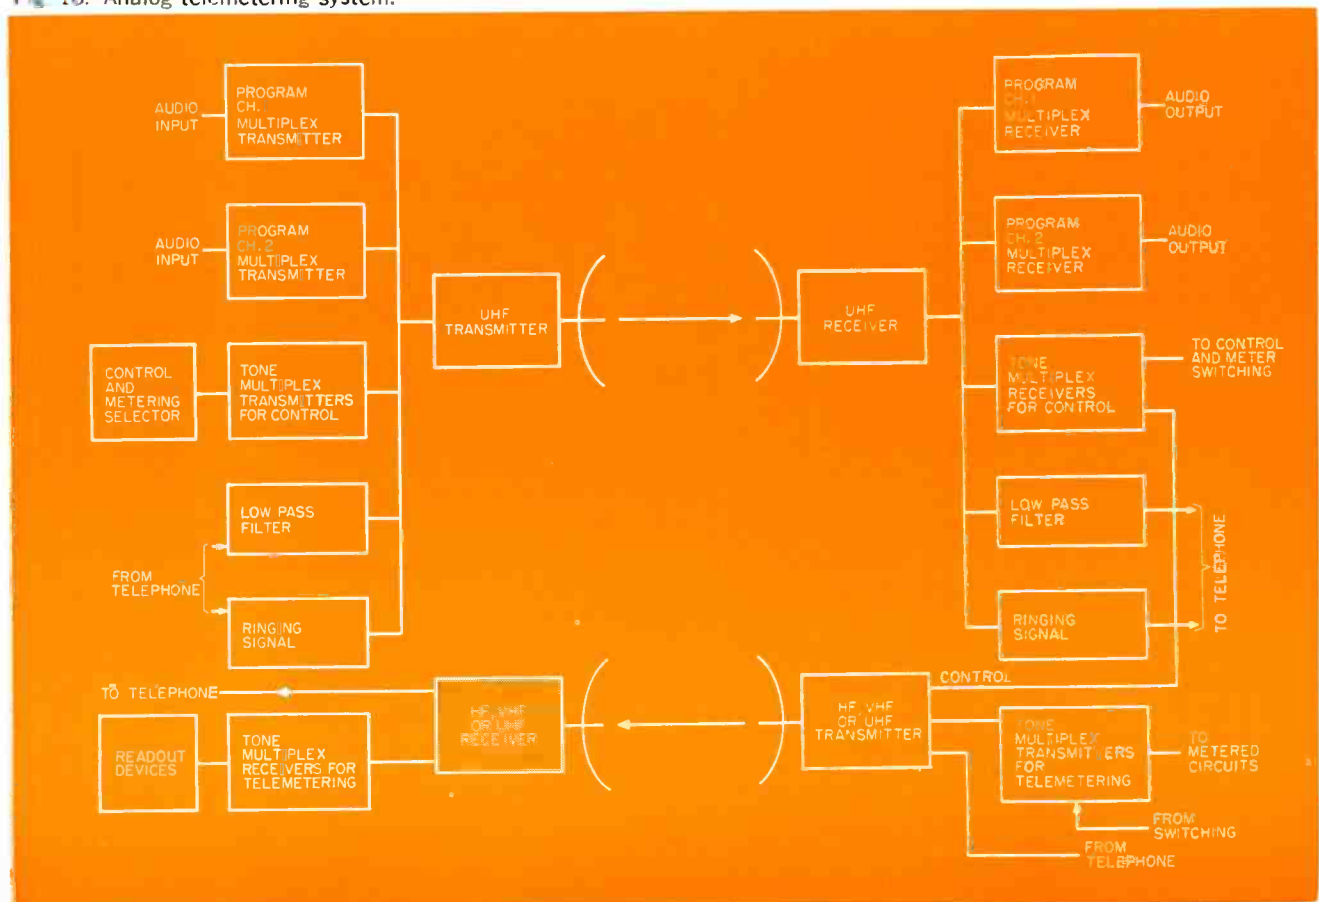 Analog telemetering system.
AUDIO
INPUT
PROGRAM
CH. 1
MULTIPLEX
TRANSMITTER
AUDIO
INPUT
PROGRAM
CH. 2
MULTIPLEX
TRANSMITTER
CONTROL
AND
METERING
SELECTOR
TONE
MULTIPLEX
TRANSMITTERS
FOR CONTROL
LOW PASS
FILTER
FROM
TELEPHONE
RINGING
SIGNAL
UHF
TRANSMITTER
UHF
RECEIVER
PROGRAM
CH. 1
MULTIPLEX
RECEIVER
AUDIO
OUTPUT
PROGRAM
CH. 2
MULTIPLEX
RECEIVER
AUDIO
OUTPUT
TONE
MULTIPLEX
RECEIVERS
FOR CONTROL
TO CONTROL
AND METER
SWITCHING
LOW PASS
FILTER
RINGING
SIGNAL
TO TELEPHONE
TO TELEPHONE
READOUT
DEVICES
TONE
MULTIPLEX
RECEIVERS FOR
TELEMETERING
HF, VHF
OR UHF
RECEIVER
HF, VHF
OR UHF
TRANSMITTER
CONTROL
TONE
MULTIPLEX
TRANSMITTERS
FOR
TELEMETERING
TO
METERED
CIRCUITS
FROM
SWITCHING
FROM
TELEPHONE